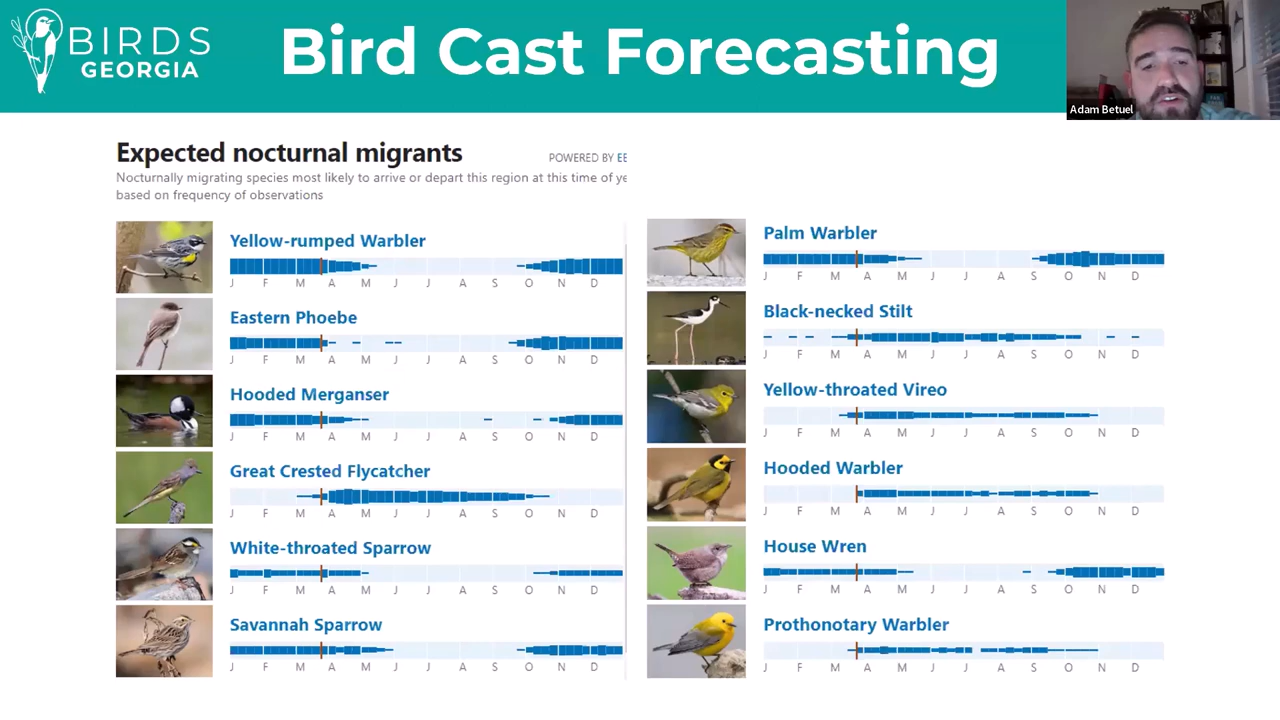 BIRDS
GEORGIA
Bird Cast Forecasting
Adam Betuel
Expected nocturnal migrants
POWERED BY EE
Nocturnally migrating species most likely to arrive or depart this region at this time of ye
based on frequency of observations
Yellow-rumped Warbler
J F M A M J J A S O N D
Eastern Phoebe
J F M A M J J A S O N D
Hooded Merganser
J F M A M J J A S O N D
Great Crested Flycatcher
J F M A M J J A S O N D
White-throated Sparrow
J F M A M J J A S O N D
Savannah Sparrow
J F M A M J J A S O N D
Palm Warbler
J F M A M J J A S O N D
Black-necked Stilt
J F M A M J J A S O N D
Yellow-throated Vireo
J F M A M J J A S O N D
Hooded Warbler
J F M A M J J A S O N D
House Wren
J F M A M J J A S O N D
Prothonotary Warbler
J F M A M J J A S O N D